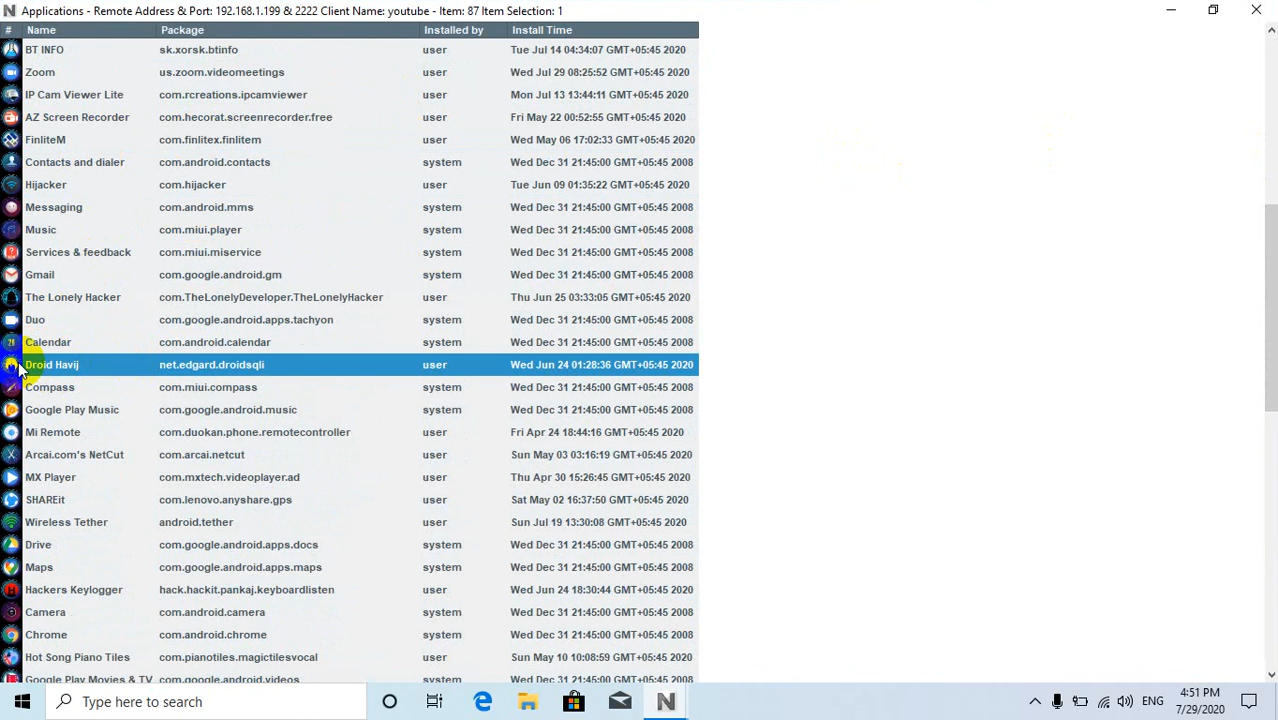 Applications - Remote Address & Port: 192.168.1.199 & 2222 Client Name: youtube - Item: 87 Item Selection: 1
# Name Package Installed by Install Time
BT INFO sk.xorsk.btinfo user Tue Jul 14 04:34:07 GMT+05:45 2020
Zoom us.zoom.videomeetings user Wed Jul 29 08:25:52 GMT+05:45 2020
IP Cam Viewer Lite com.rcreations.ipcamviewer user Mon Jul 13 13:44:11 GMT+05:45 2020
AZ Screen Recorder com.hecorat.screenrecorder.free user Fri May 22 00:52:55 GMT+05:45 2020
FinliteM com.finlitex.finlitem user Wed May 06 17:02:33 GMT+05:45 2020
Contacts and dialer com.android.contacts system Wed Dec 31 21:45:00 GMT+05:45 2008
Hijacker com.hijacker user Tue Jun 09 01:35:22 GMT+05:45 2020
Messaging com.android.mms system Wed Dec 31 21:45:00 GMT+05:45 2008
Music com.miui.player system Wed Dec 31 21:45:00 GMT+05:45 2008
Services & feedback com.miui.miservice system Wed Dec 31 21:45:00 GMT+05:45 2008
Gmail com.google.android.gm system Wed Dec 31 21:45:00 GMT+05:45 2008
The Lonely Hacker com.TheLonelyDeveloper.TheLonelyHacker user Thu Jun 25 03:33:05 GMT+05:45 2020
Duo com.google.android.apps.tachyon system Wed Dec 31 21:45:00 GMT+05:45 2008
Calendar com.android.calendar system Wed Dec 31 21:45:00 GMT+05:45 2008
Droid Havij net.edgard.droidsqli user Wed Jun 24 01:28:36 GMT+05:45 2020
Compass com.miui.compass system Wed Dec 31 21:45:00 GMT+05:45 2008
Google Play Music com.google.android.music system Wed Dec 31 21:45:00 GMT+05:45 2008
Mi Remote com.duokan.phone.remotecontroller user Fri Apr 24 18:44:16 GMT+05:45 2020
Arcai.com's NetCut com.arcai.netcut user Sun May 03 03:16:19 GMT+05:45 2020
MX Player com.mxtech.videoplayer.ad user Thu Apr 30 15:26:45 GMT+05:45 2020
SHAREit com.lenovo.anyshare.gps user Sat May 02 16:37:50 GMT+05:45 2020
Wireless Tether android.tether user Sun Jul 19 13:30:08 GMT+05:45 2020
Drive com.google.android.apps.docs system Wed Dec 31 21:45:00 GMT+05:45 2008
Maps com.google.android.apps.maps system Wed Dec 31 21:45:00 GMT+05:45 2008
Hackers Keylogger hack.hackit.pankaj.keyboardlisten user Wed Jun 24 18:30:44 GMT+05:45 2020
Camera com.android.camera system Wed Dec 31 21:45:00 GMT+05:45 2008
Chrome com.android.chrome system Wed Dec 31 21:45:00 GMT+05:45 2008
Hot Song Piano Tiles com.pianotiles.magictilesvocal user Sun May 10 10:08:59 GMT+05:45 2020
Google Play Movies & TV com.google.android.videos system Wed Dec 31 21:45:00 GMT+05:45 2008
Type here to search
ENG
4:51 PM
7/29/2020